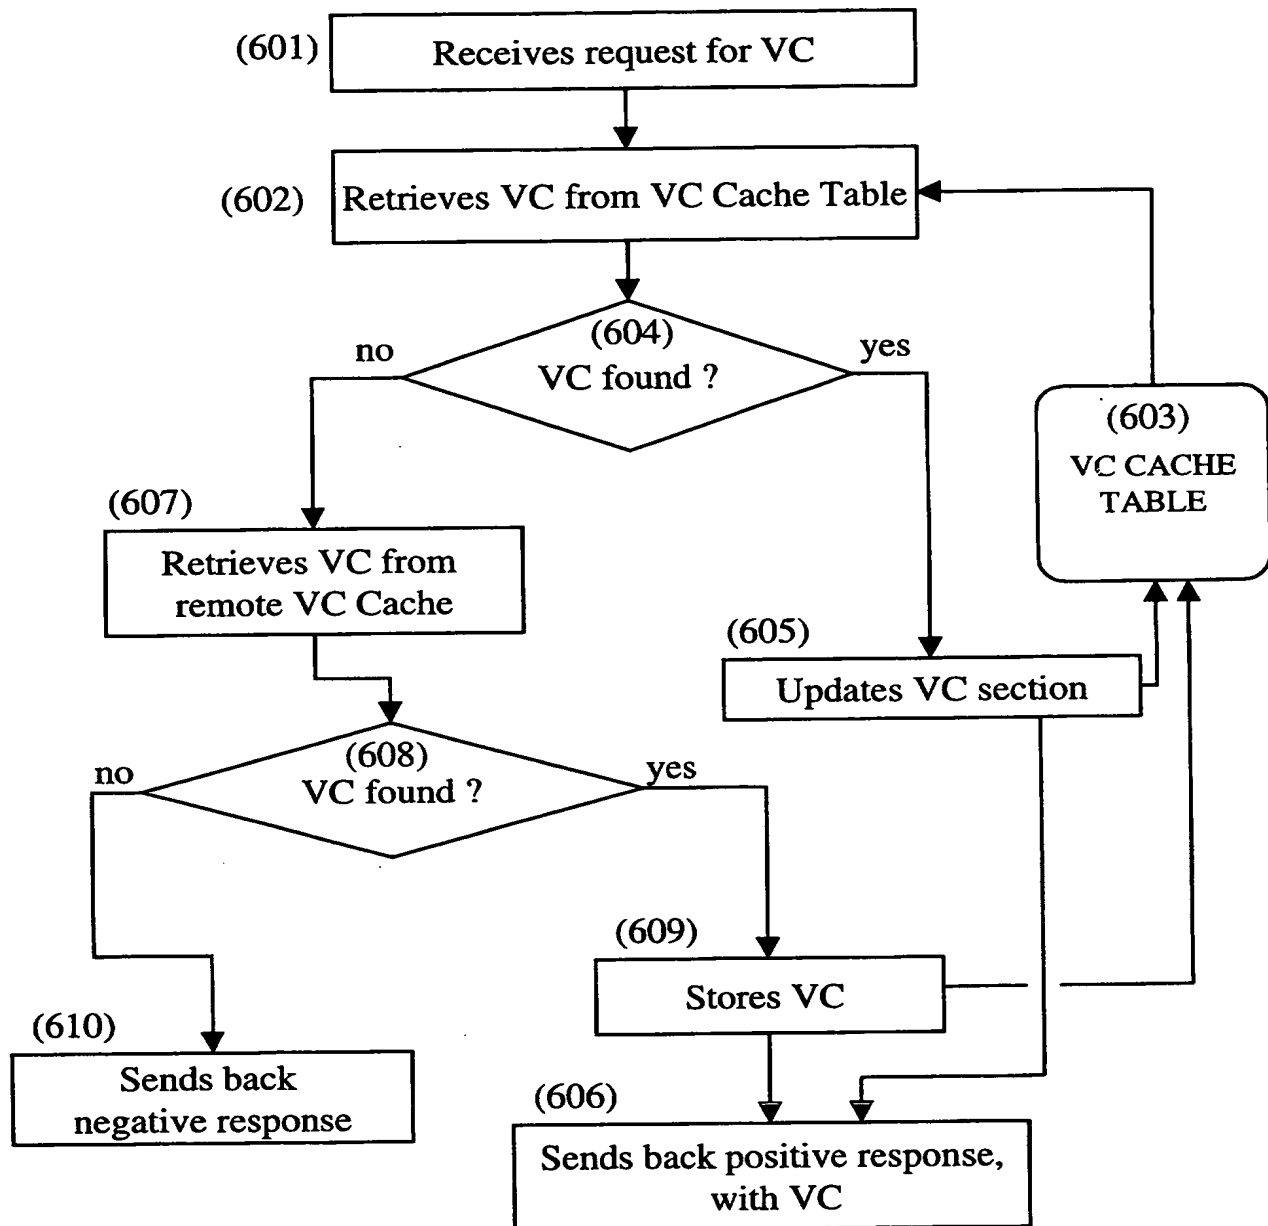 (601)
Receives request for VC
(602)
Retrieves VC from VC Cache Table
(604)
no
yes
VC found ?
(603)
VC CACHE
TABLE
(607)
Retrieves VC from
remote VC Cache
(605)
Updates VC section
(608)
no
yes
VC found ?
(609)
Stores VC
(610)
Sends back
negative response
(606)
Sends back positive response,
with VC